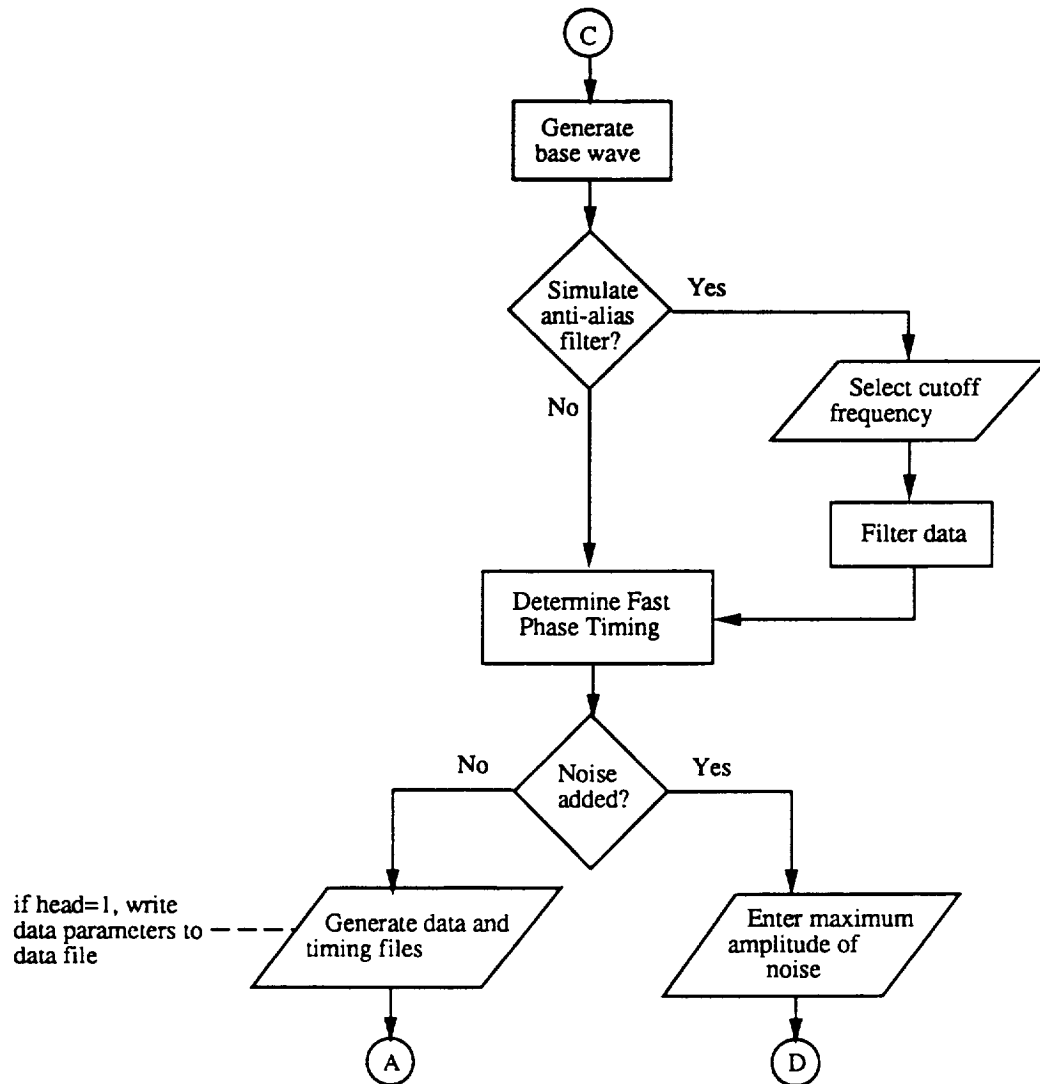 C
Generate
base wave
Simulate
anti-alias
filter?
Yes
No
Select cutoff
frequency
Filter data
Determine Fast
Phase Timing
Noise
added?
No
Yes
if head=1, write
data parameters to
data file
Generate data and
timing files
Enter maximum
amplitude of
noise
A
D